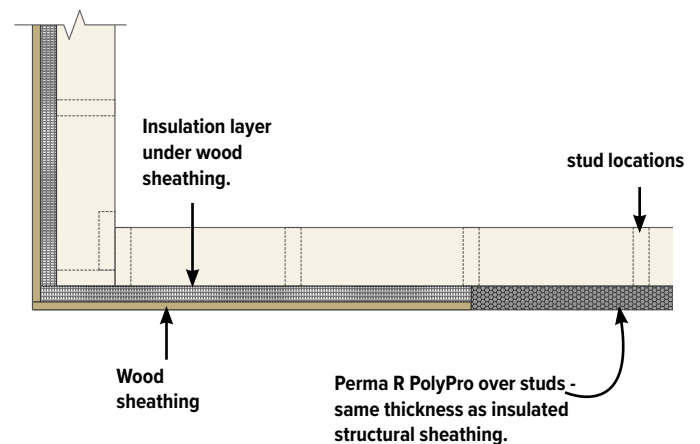 Insulation layer
under wood
sheathing.
stud locations
Wood
sheathing
Perma R PolyPro over studs -
same thickness as insulated
structural sheathing.